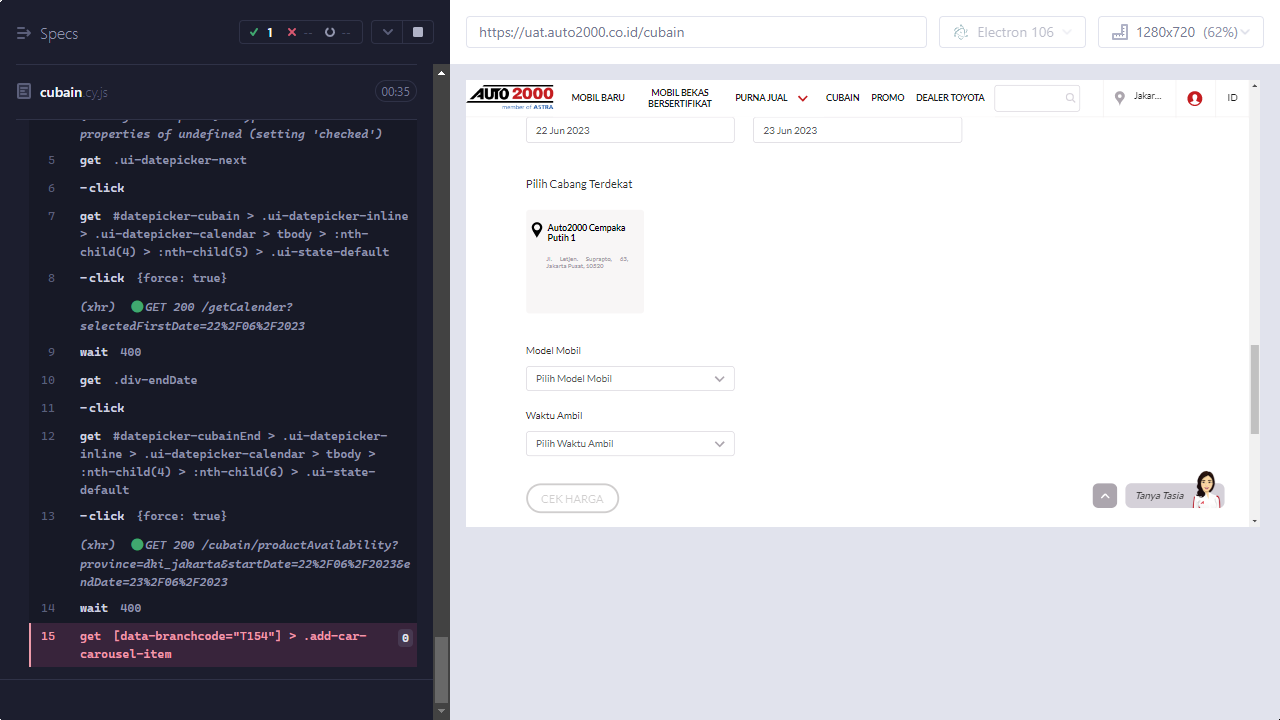 Specs
1
--
--
https://uat.auto2000.co.id/cubain
Electron 106
1280x720 (62%)
cubain.cy.js
00:35
properties of undefined (setting 'checked')
5 get .ui-datepicker-next
6 -click
7 get #datepicker-cubain > .ui-datepicker-inline
> .ui-datepicker-calendar > tbody > :nth-
child(4) > :nth-child(5) > .ui-state-default
8 -click {force: true}
(xhr) GET 200 /getCalender?
selectedFirstDate=22%2F06%2F2023
9 wait 400
10 get .div-endDate
11 -click
12 get #datepicker-cubainEnd > .ui-datepicker-
inline > .ui-datepicker-calendar > tbody >
:nth-child(4) > :nth-child(6) > .ui-state-
default
13 -click {force: true}
(xhr) GET 200 /cubain/productAvailability?
province=dki_jakarta&startDate=22%2F06%2F2023&e
ndDate=23%2F06%2F2023
14 wait 400
15 get [data-branchcode="T154"] > .add-car-
carousel-item
0
AUTO 2000
member of ASTRA
MOBIL BARU
MOBIL BEKAS
BERSERTIFIKAT
PURNA JUAL
CUBAIN
PROMO
DEALER TOYOTA
Jakar...
ID
22 Jun 2023
23 Jun 2023
Pilih Cabang Terdekat
Auto2000 Cempaka
Putih 1
Jl. Letjen. Suprapto, 63,
Jakarta Pusat, 10520
Model Mobil
Pilih Model Mobil
Waktu Ambil
Pilih Waktu Ambil
CEK HARGA
Tanya Tasia